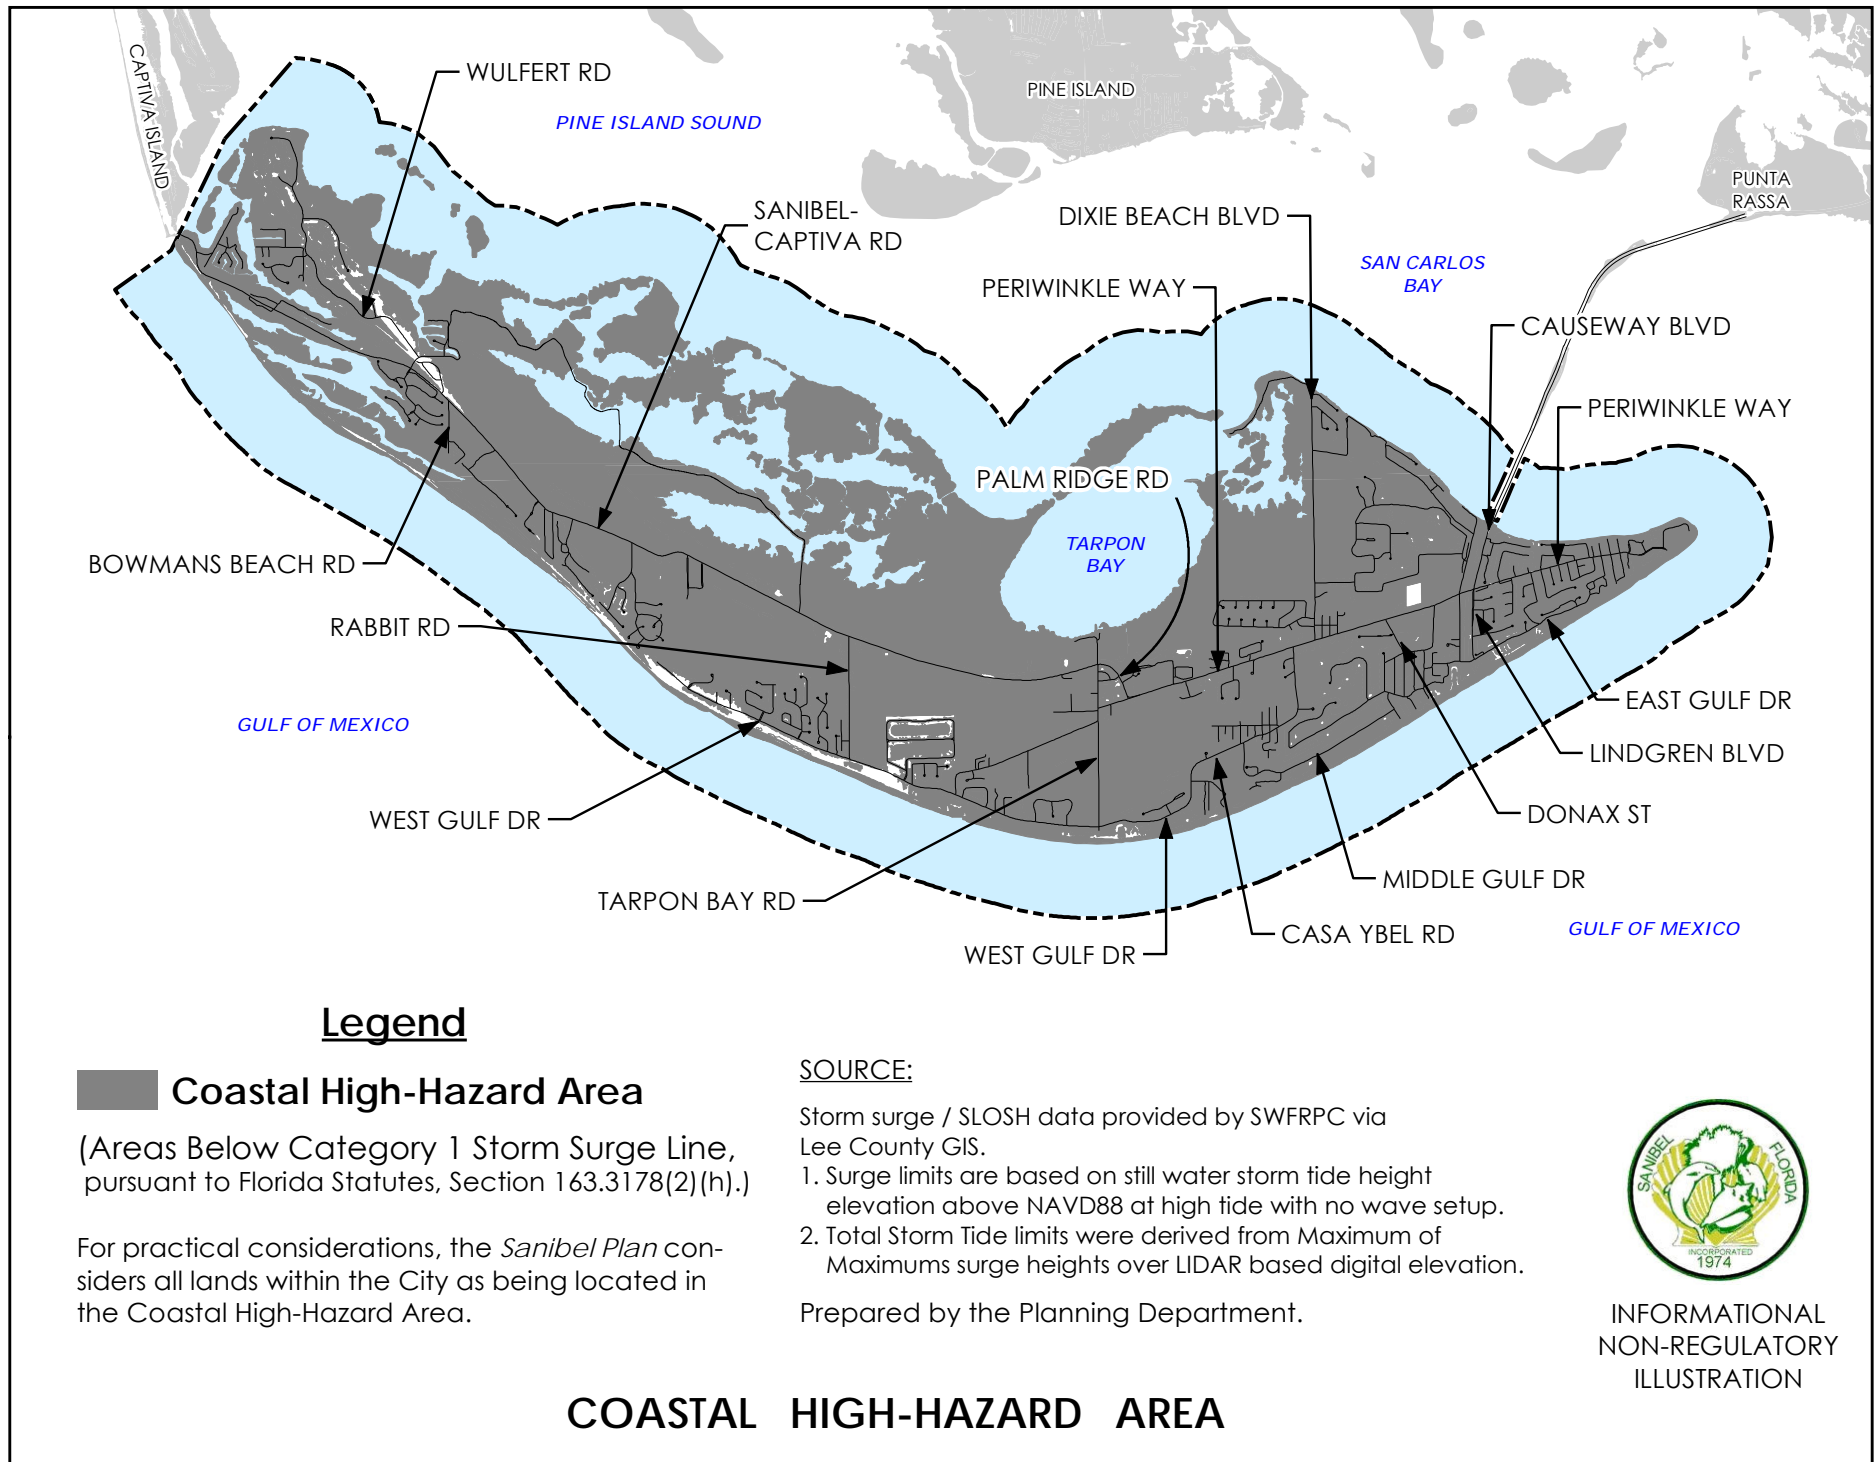 WULFERT RD
CAPTIVA ISLAND
PINE ISLAND SOUND
PINE ISLAND
PUNTA
RASSA
SANIBEL-
CAPTIVA RD
DIXIE BEACH BLVD
SAN CARLOS
BAY
PERIWINKLE WAY
CAUSEWAY BLVD
PERIWINKLE WAY
PALM RIDGE RD
TARPON
BAY
BOWMANS BEACH RD
RABBIT RD
GULF OF MEXICO
EAST GULF DR
LINDGREN BLVD
WEST GULF DR
DONAX ST
TARPON BAY RD
MIDDLE GULF DR
CASA YBEL RD
GULF OF MEXICO
WEST GULF DR
Legend
Coastal High-Hazard Area
(Areas Below Category 1 Storm Surge Line,
pursuant to Florida Statutes, Section 163.3178(2)(h).)
For practical considerations, the Sanibel Plan con-
siders all lands within the City as being located in
the Coastal High-Hazard Area.
SOURCE:
Storm surge / SLOSH data provided by SWFRPC via
Lee County GIS.
1. Surge limits are based on still water storm tide height
elevation above NAVD88 at high tide with no wave setup.
2. Total Storm Tide limits were derived from Maximum of
Maximums surge heights over LIDAR based digital elevation.
Prepared by the Planning Department.
SANIBEL FLORIDA
INCORPORATED
1974
INFORMATIONAL
NON-REGULATORY
ILLUSTRATION
COASTAL HIGH-HAZARD AREA